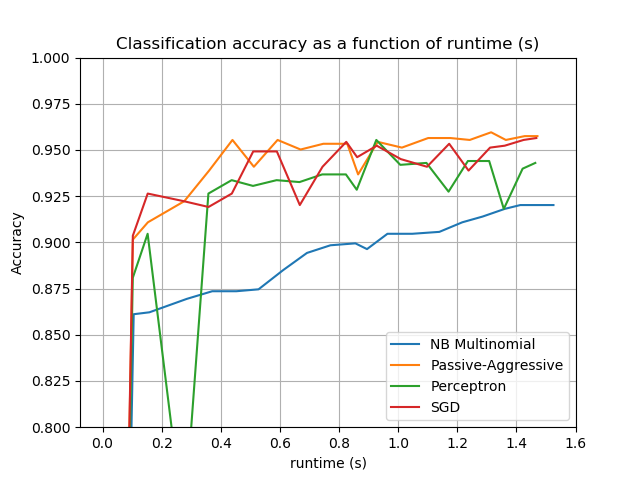 Classification accuracy as a function of runtime (s)
1.000
0.975
0.950
0.925
0.900
0.875
0.850
0.825
0.800
Accuracy
NB Multinomial
Passive-Aggressive
Perceptron
SGD
0.0 0.2 0.4 0.6 0.8 1.0 1.2 1.4 1.6
runtime (s)